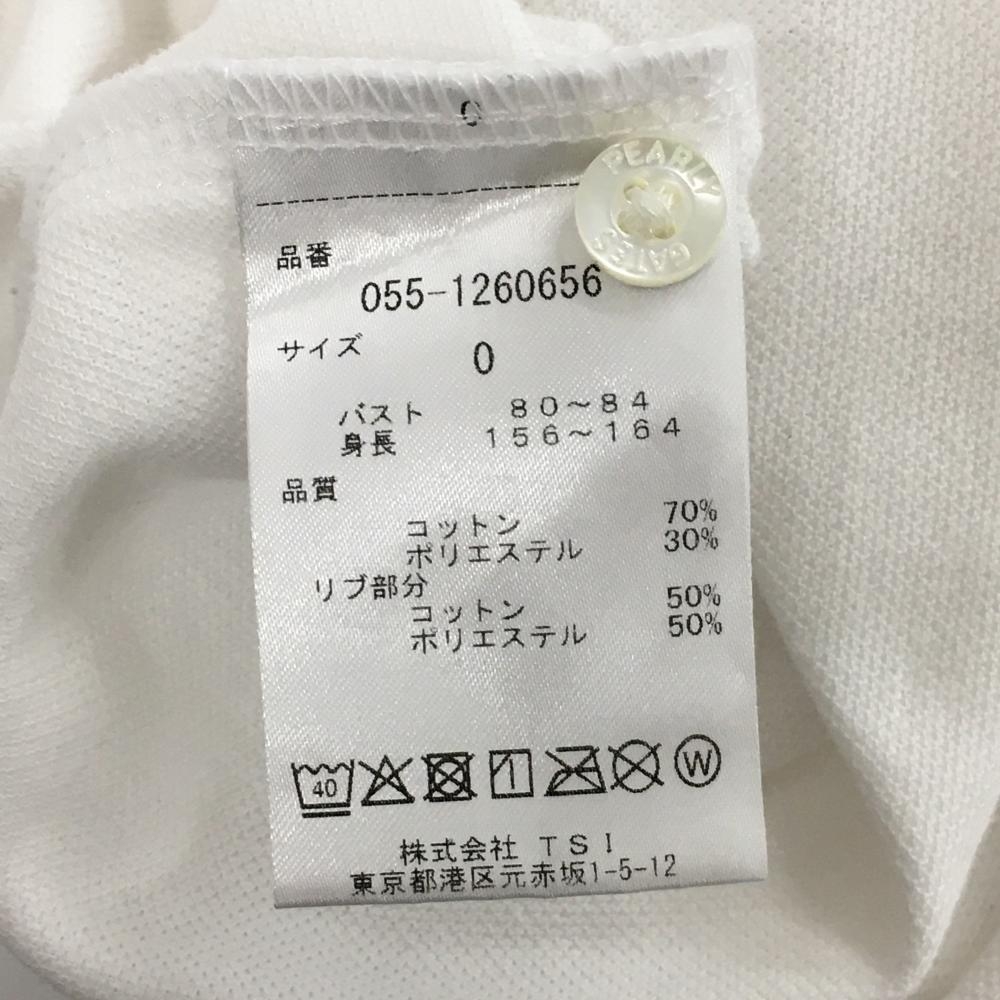 0
PEARLY
GATES
品番
055-1260656
サイズ 0
バスト 80～84
身長 156～164
品質
コットン 70%
ポリエステル 30%
リブ部分
コットン 50%
ポリエステル 50%
40 W
株式会社 TSI
東京都港区元赤坂1-5-12